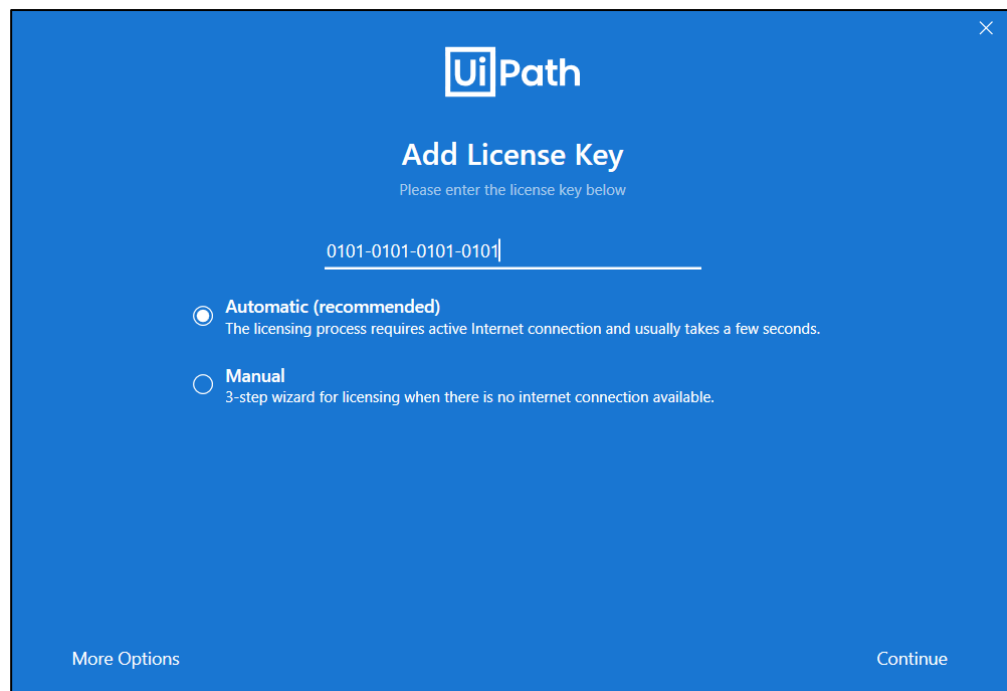 UiPath
Add License Key
Please enter the license key below
0101-0101-0101-0101
Automatic (recommended)
The licensing process requires active Internet connection and usually takes a few seconds.
Manual
3-step wizard for licensing when there is no internet connection available.
More Options
Continue